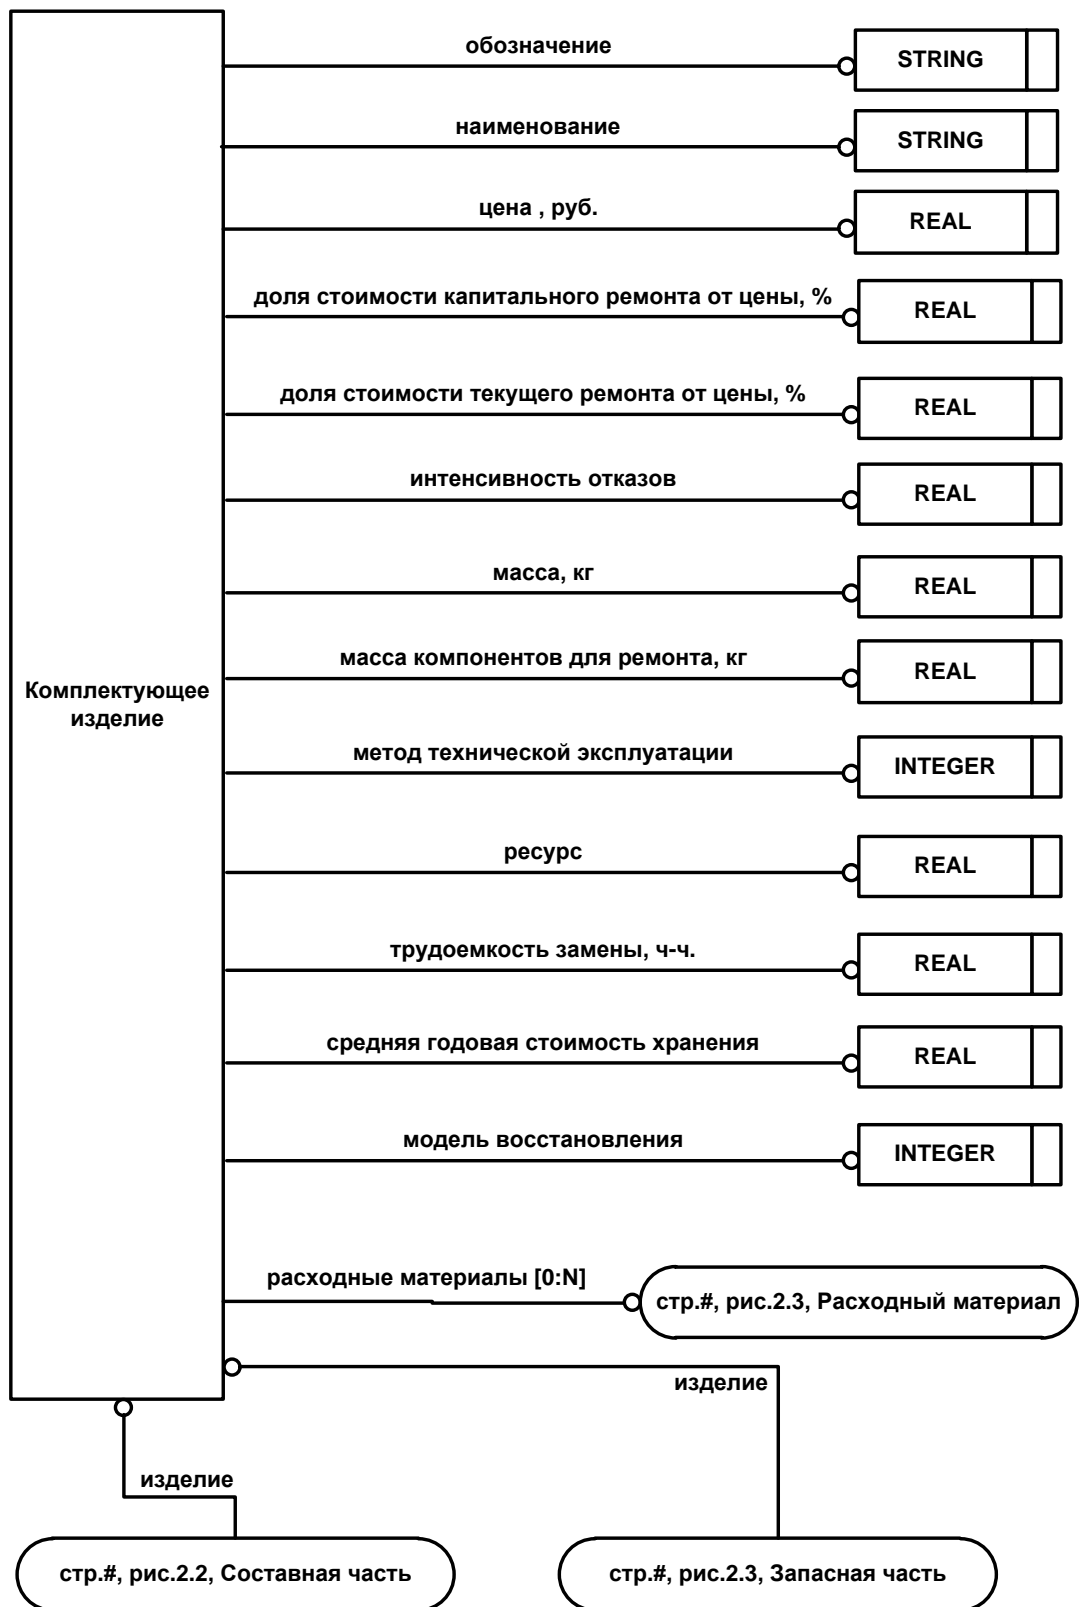 обозначение
STRING
наименование
STRING
цена , руб.
REAL
доля стоимости капитального ремонта от цены, %
REAL
доля стоимости текущего ремонта от цены, %
REAL
интенсивность отказов
REAL
масса, кг
REAL
масса компонентов для ремонта, кг
REAL
Комплектующее
изделие
метод технической эксплуатации
INTEGER
ресурс
REAL
трудоемкость замены, ч-ч.
REAL
средняя годовая стоимость хранения
REAL
модель восстановления
INTEGER
расходные материалы [0:N]
стр.#, рис.2.3, Расходный материал
изделие
изделие
стр.#, рис.2.2, Составная часть
стр.#, рис.2.3, Запасная часть